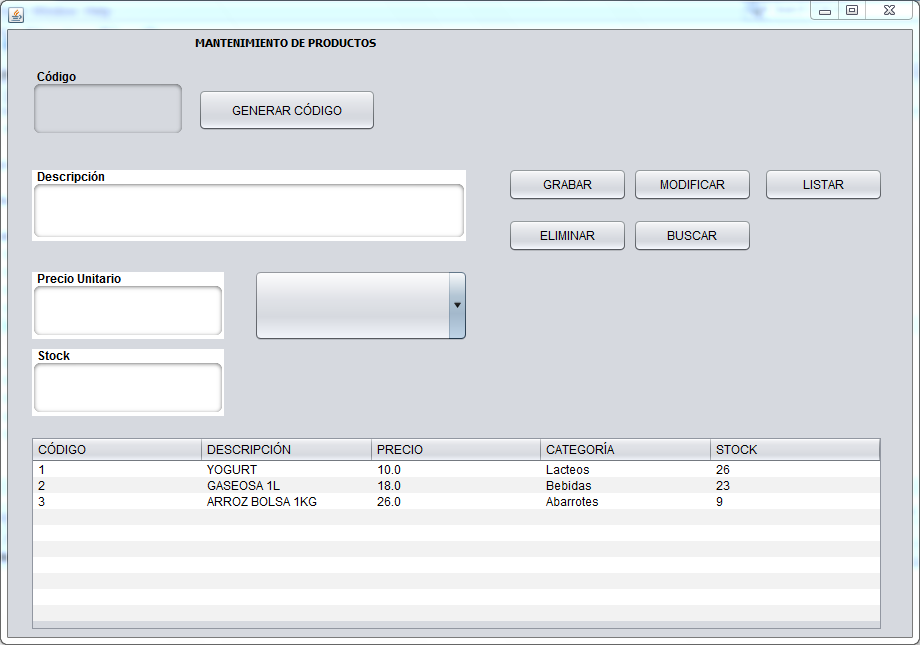 MANTENIMIENTO DE PRODUCTOS
Código
GENERAR CÓDIGO
Descripción
GRABAR MODIFICAR LISTAR
ELIMINAR BUSCAR
Precio Unitario
Stock
CÓDIGO DESCRIPCIÓN PRECIO CATEGORÍA STOCK
1 YOGURT 10.0 Lacteos 26
2 GASEOSA 1L 18.0 Bebidas 23
3 ARROZ BOLSA 1KG 26.0 Abarrotes 9